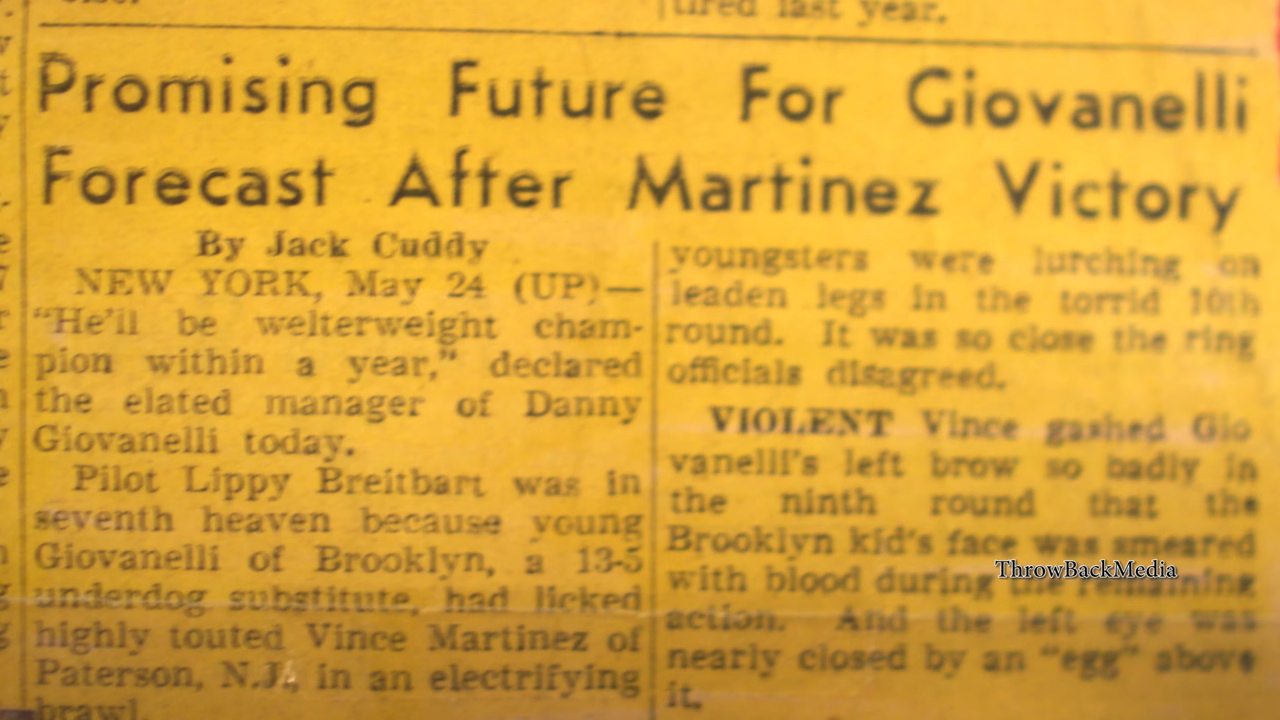 tired last year.
Promising Future For Giovanelli
Forecast After Martinez Victory
By Jack Cuddy
NEW YORK, May 24 (UP)—
"He'll be welterweight cham-
pion within a year," declared
the elated manager of Danny
Giovanelli today.
Pilot Lippy Breitbart was in
seventh heaven because young
Giovanelli of Brooklyn, a 13-5
underdog substitute, had licked
highly touted Vince Martinez of
Paterson, N.J., in an electrifying
brawl.
youngsters were lurching on
leaden legs in the torrid 10th
round. It was so close the ring
officials disagreed.
VIOLENT Vince gashed Gio
vanelli's left brow so badly in
the ninth round that the
Brooklyn kid's face was smeared
with blood during the remaining
action. And the left eye was
nearly closed by an "egg" above
it.
ThrowBackMedia